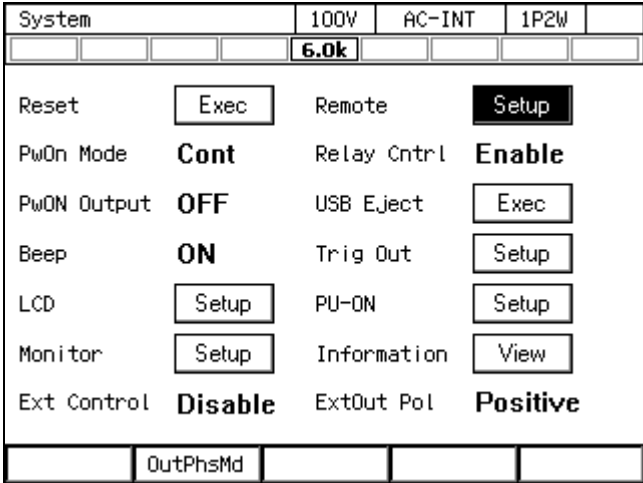 System 100V AC-INT 1P2W
6.0k
Reset Exec Remote Setup
PwOn Mode Cont Relay Cntrl Enable
PwON Output OFF USB Eject Exec
Beep ON Trig Out Setup
LCD Setup PU-ON Setup
Monitor Setup Information View
Ext Control Disable ExtOut Pol Positive
OutPhsMd